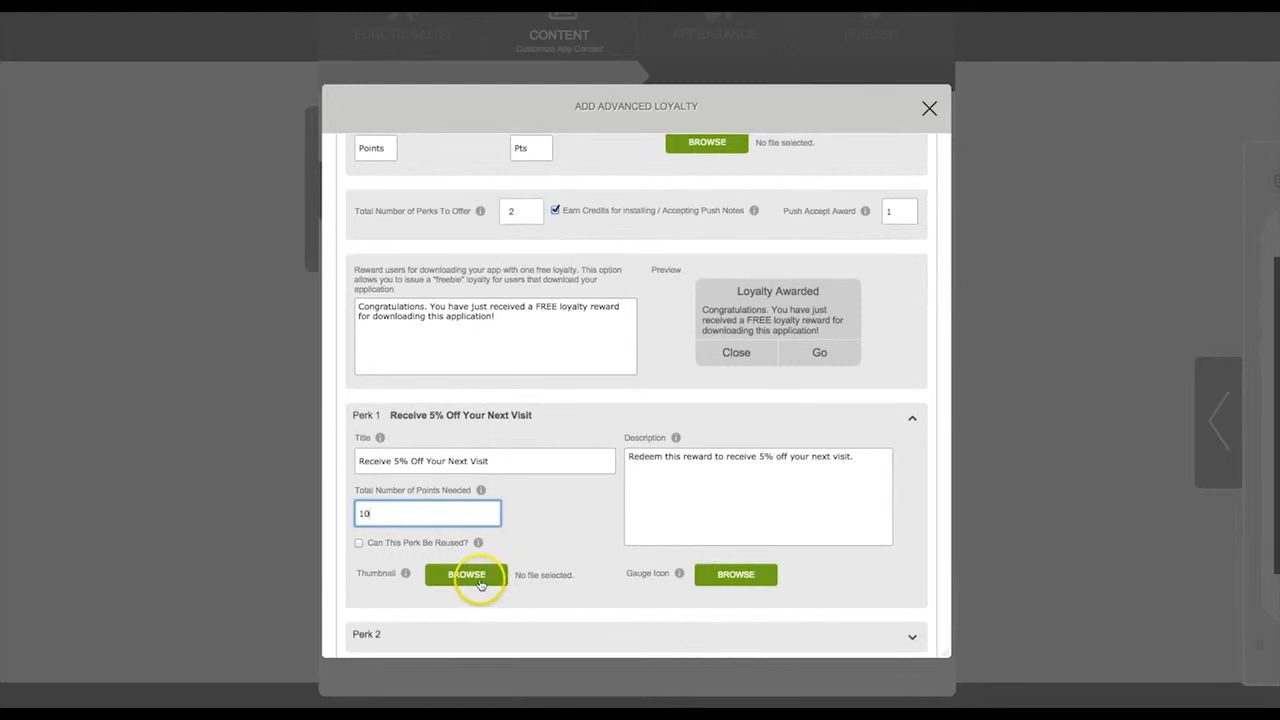 FUNCTIONALITY
CONTENT
Customize App Content
APPEARANCE
PUBLISH
ADD ADVANCED LOYALTY
Points Pts BROWSE No file selected.
Total Number of Perks To Offer 2 Earn Credits for Installing / Accepting Push Notes Push Accept Award 1
Reward users for downloading your app with one free loyalty. This option
allows you to issue a "freebie" loyalty for users that download your
application
Congratulations. You have just received a FREE loyalty reward
for downloading this application!
Preview
Loyalty Awarded
Congratulations. You have just
received a FREE loyalty reward for
downloading this application!
Close Go
Perk 1 Receive 5% Off Your Next Visit
Title
Receive 5% Off Your Next Visit
Description
Redeem this reward to receive 5% off your next visit.
Total Number of Points Needed
10
Can This Perk Be Reused?
Thumbnail BROWSE No file selected. Gauge Icon BROWSE
Perk 2